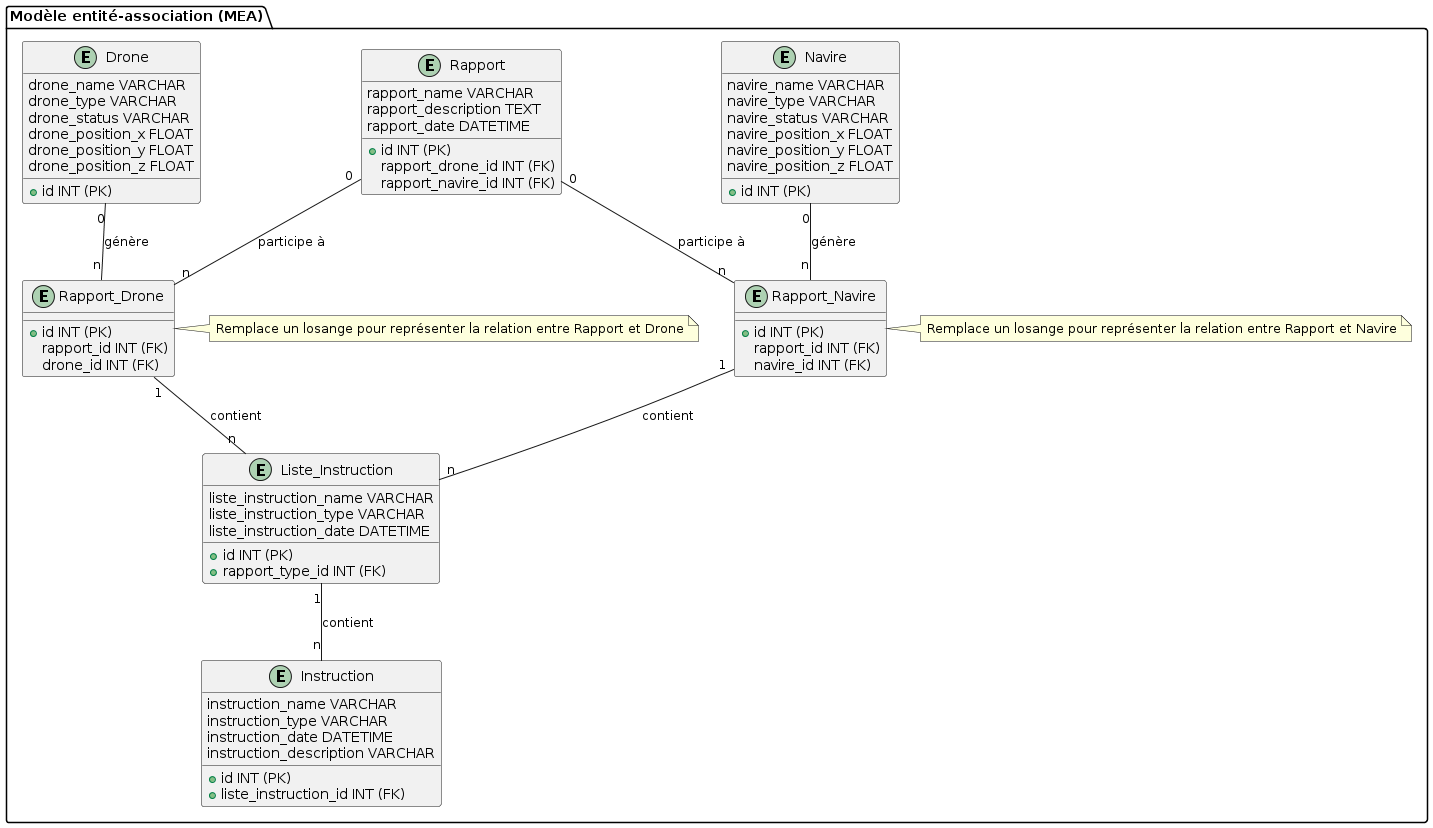 Modèle entité-association (MEA)
E Drone
drone_name VARCHAR
drone_type VARCHAR
drone_status VARCHAR
drone_position_x FLOAT
drone_position_y FLOAT
drone_position_z FLOAT
id INT (PK)
E Rapport
rapport_name VARCHAR
rapport_description TEXT
rapport_date DATETIME
id INT (PK)
rapport_drone_id INT (FK)
rapport_navire_id INT (FK)
E Navire
navire_name VARCHAR
navire_type VARCHAR
navire_status VARCHAR
navire_position_x FLOAT
navire_position_y FLOAT
navire_position_z FLOAT
id INT (PK)
0
génère
n
0
participe à
n
0
participe à
n
0
génère
n
E Rapport_Drone
id INT (PK)
rapport_id INT (FK)
drone_id INT (FK)
Remplace un losange pour représenter la relation entre Rapport et Drone
E Rapport_Navire
id INT (PK)
rapport_id INT (FK)
navire_id INT (FK)
Remplace un losange pour représenter la relation entre Rapport et Navire
1
contient
n
1
contient
n
E Liste_Instruction
liste_instruction_name VARCHAR
liste_instruction_type VARCHAR
liste_instruction_date DATETIME
id INT (PK)
rapport_type_id INT (FK)
1
contient
n
E Instruction
instruction_name VARCHAR
instruction_type VARCHAR
instruction_date DATETIME
instruction_description VARCHAR
id INT (PK)
liste_instruction_id INT (FK)